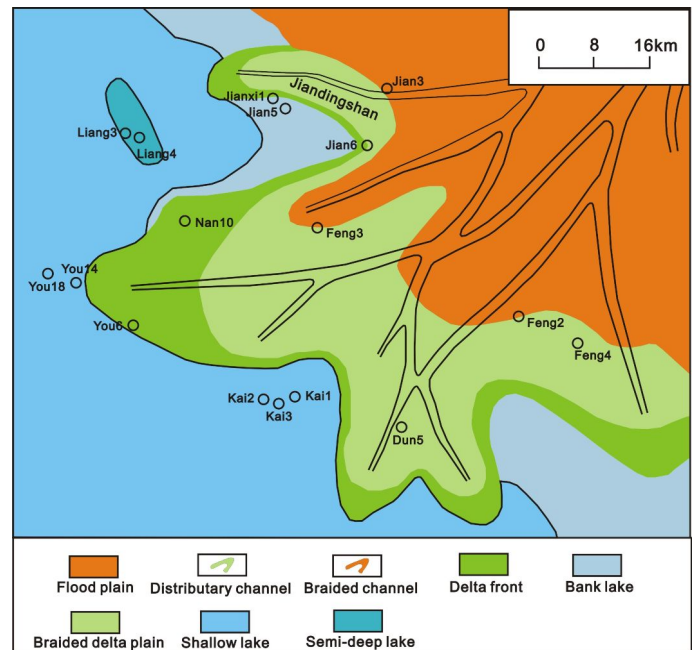 0 8 16km
Jian3
Jiandingshan
Jianxi1
Jian5
Liang3
Liang4
Jian6
Nan10
Feng3
You14
You18
You6
Feng2
Feng4
Kai2
Kai1
Kai3
Dun5
Flood plain
Distributary channel
Braided channel
Delta front
Bank lake
Braided delta plain
Shallow lake
Semi-deep lake